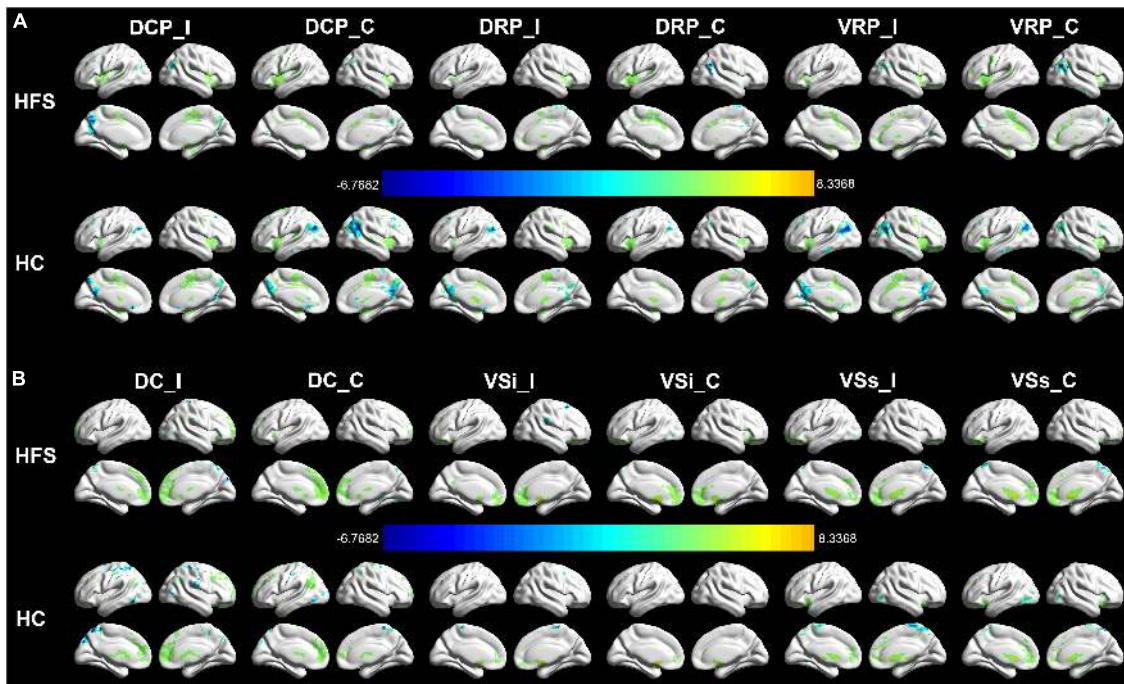 A
DCP_I DCP_C DRP_I DRP_C VRP_I VRP_C
HFS
-6.7682 8.3368
HC
B
DC_I DC_C VSi_I VSi_C VSs_I VSs_C
HFS
-6.7682 8.3368
HC